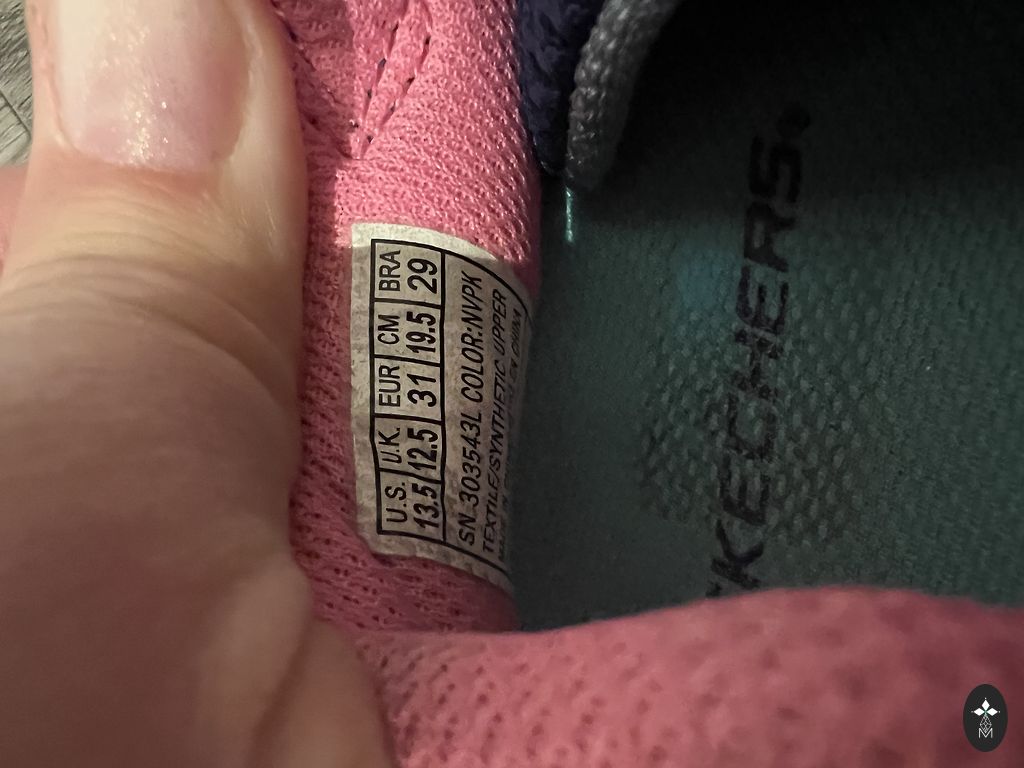 U.S. U.K. EUR CM BRA
13.5 12.5 31 19.5 29
SN 303543L COLOR:NVPK
TEXTILE/SYNTHETIC UPPER
SKECHERS
M